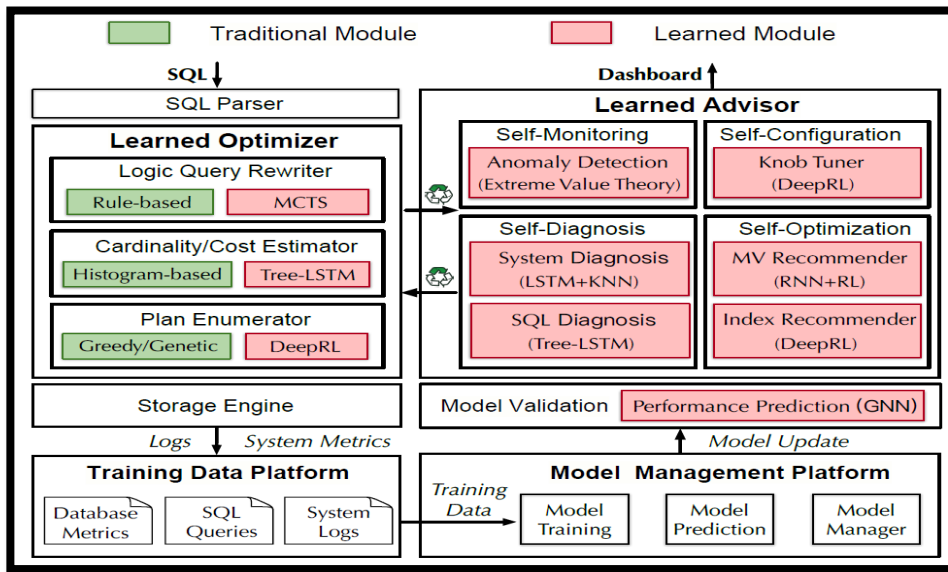 Traditional Module
Learned Module
SQL
SQL Parser
Learned Optimizer
Logic Query Rewriter
Rule-based
MCTS
Cardinality/Cost Estimator
Histogram-based
Tree-LSTM
Plan Enumerator
Greedy/Genetic
DeepRL
Storage Engine
Logs
System Metrics
Training Data Platform
Database
Metrics
SQL
Queries
System
Logs
Dashboard
Learned Advisor
Self-Monitoring
Anomaly Detection
(Extreme Value Theory)
Self-Configuration
Knob Tuner
(DeepRL)
Self-Diagnosis
System Diagnosis
(LSTM+KNN)
SQL Diagnosis
(Tree-LSTM)
Self-Optimization
MV Recommender
(RNN+RL)
Index Recommender
(DeepRL)
Model Validation
Performance Prediction (GNN)
Model Update
Training
Data
Model Management Platform
Model
Training
Model
Prediction
Model
Manager